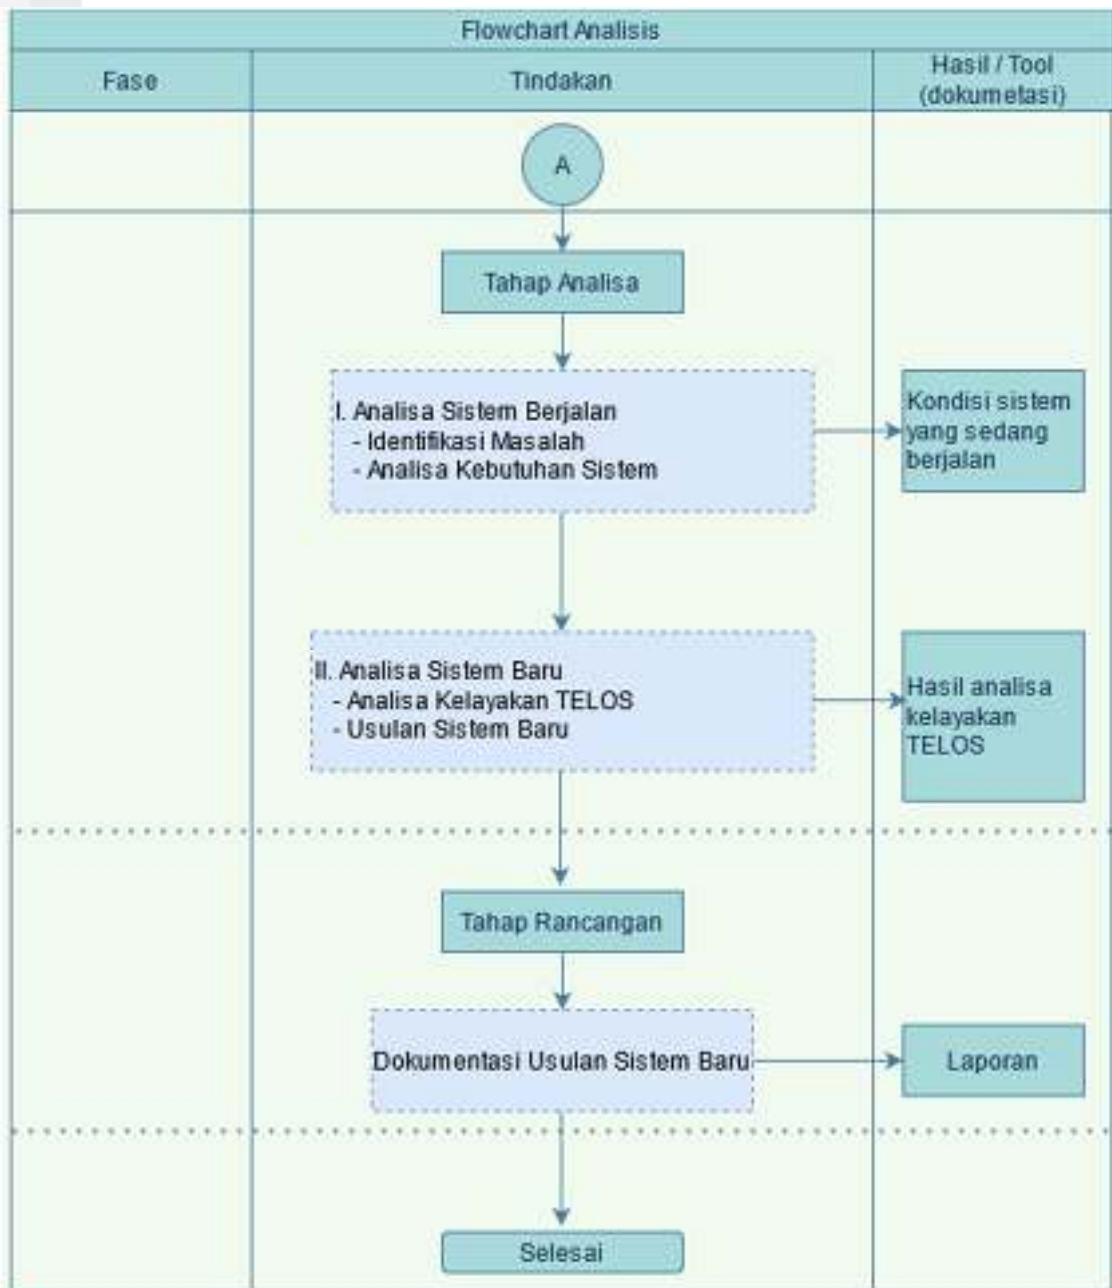 Flowchart Analisis
Fase
Tindakan
Hasil / Tool
(dokumetasi)
A
Tahap Analisa
I. Analisa Sistem Berjalan
- Identifikasi Masalah
- Analisa Kebutuhan Sistem
Kondisi sistem
yang sedang
berjalan
II. Analisa Sistem Baru
- Analisa Kelayakan TELOS
- Usulan Sistem Baru
Hasil analisa
kelayakan
TELOS
Tahap Rancangan
Dokumentasi Usulan Sistem Baru
Laporan
Selesai